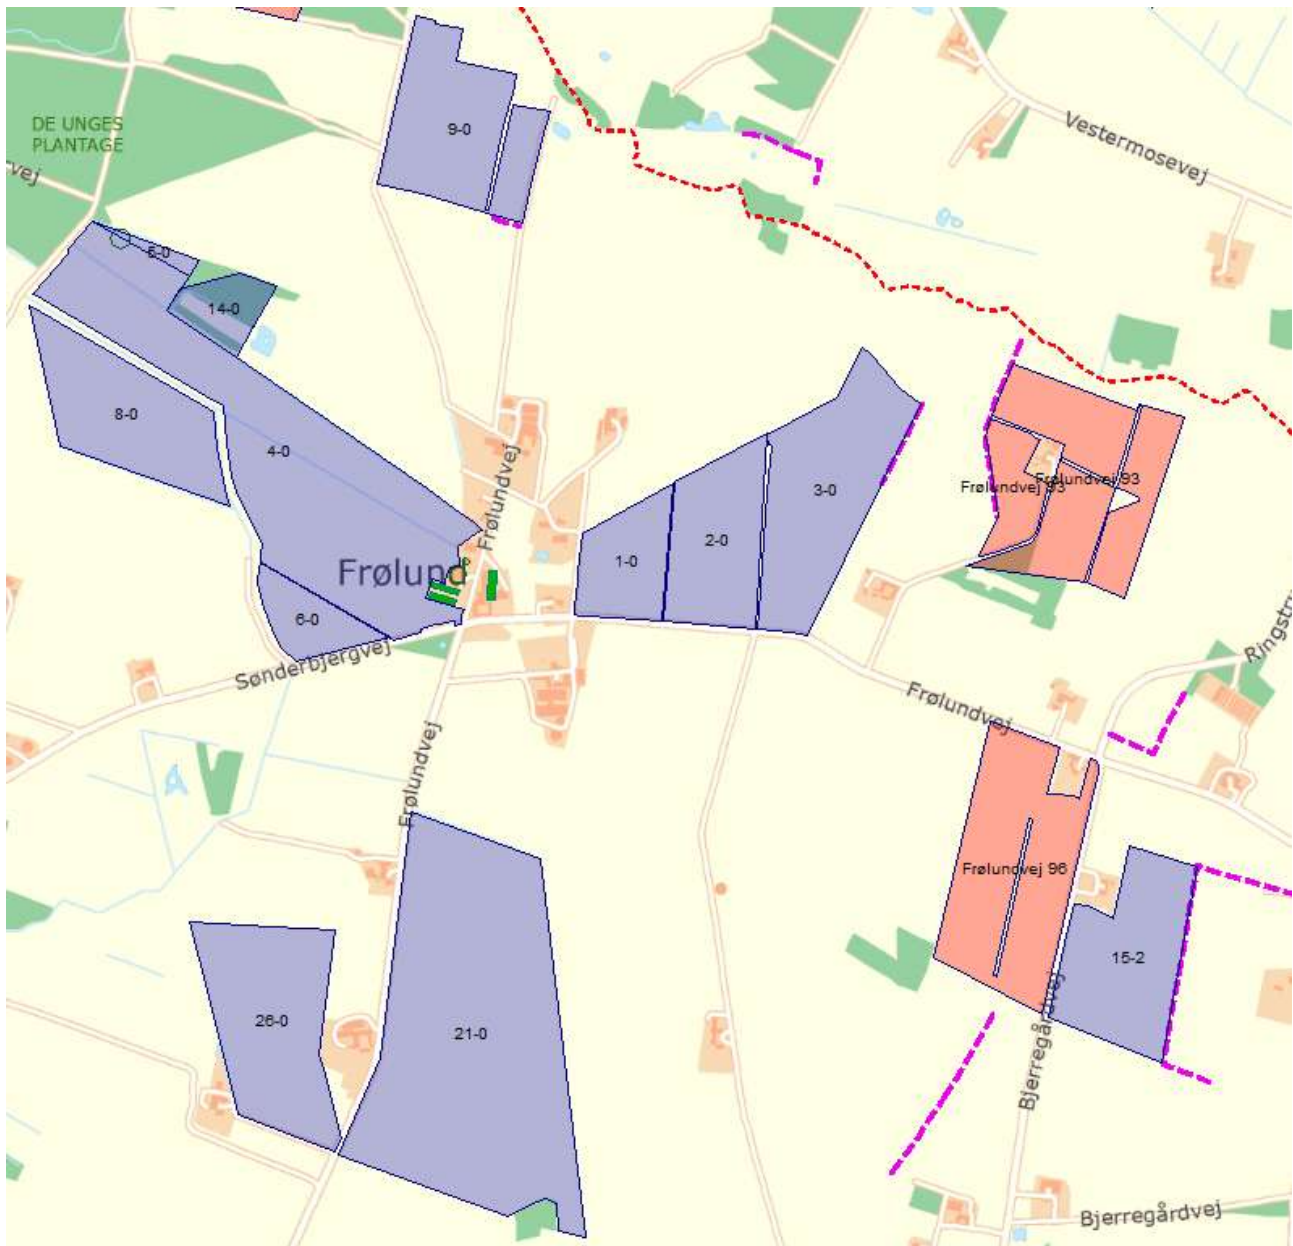 DE UNGES
PLANTAGE
rvej
9-0
Vestermosevej
5-0
14-0
8-0
4-0
Frølundvej
3-0
Frølundvej 93
Frølundvej 93
2-0
1-0
Frølund
6-0
Sønderbjergvej
Ringstru
Frølundvej
Frølundvej
Frølundvej 96
15-2
26-0
21-0
Bjerregårdvej
Bjerregårdvej